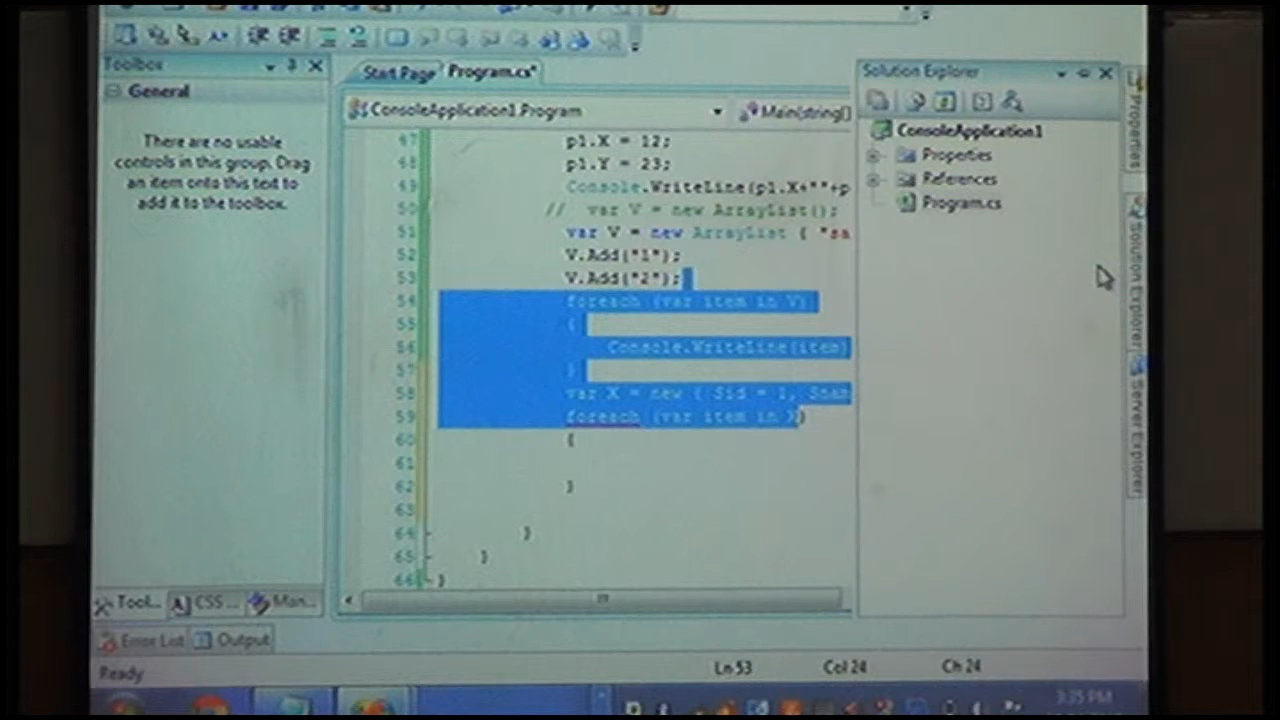 Toolbox
General
There are no usable
controls in this group. Drag
an item onto this text to
add it to the toolbox.
Tool...
CSS ...
Man...
Error List
Output
Ready
Start Page
Program.cs*
ConsoleApplication1.Program
Main(string[]
47 p1.X = 12;
48 p1.Y = 23;
49 Console.WriteLine(p1.X+""+p
50 // var V = new ArrayList();
51 var V = new ArrayList { "sa
52 V.Add("1");
53 V.Add("2");
54 foreach (var item in V)
55 {
56 Console.WriteLine(item)
57 }
58 var X = new { Sid = 1, Snam
59 foreach (var item in X)
60 {
61
62 }
63
64 }
65 }
66 }
Solution Explorer
ConsoleApplication1
Properties
References
Program.cs
Properties
Solution Explorer
Server Explorer
Ln 53
Col 24
Ch 24
3:35 PM